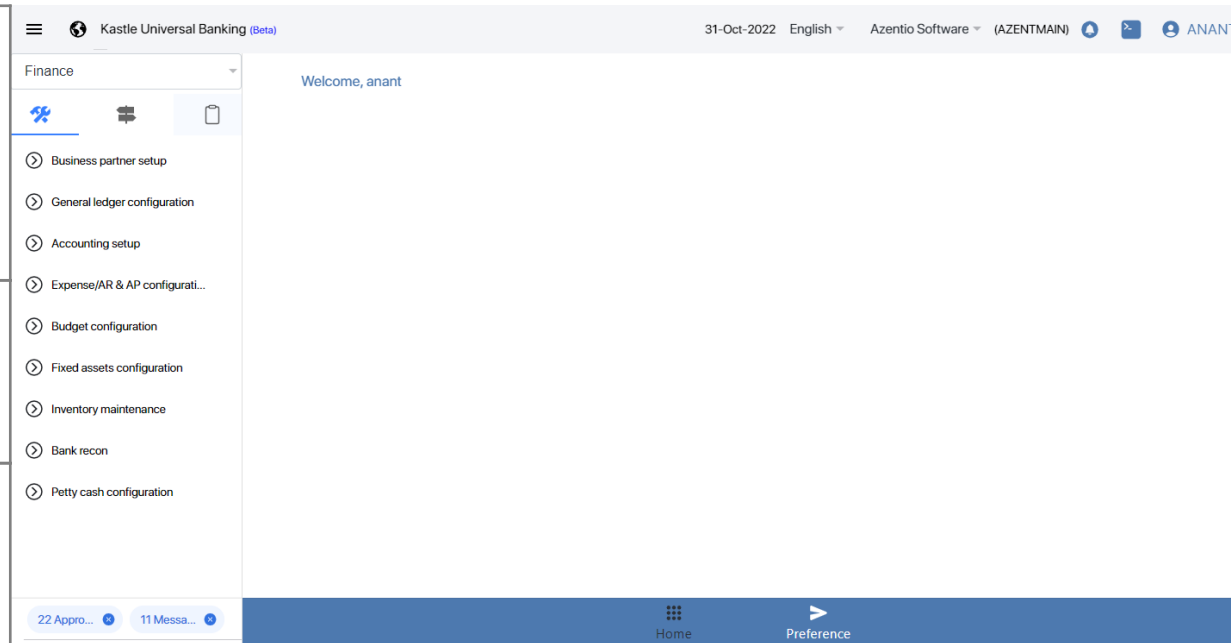 Kastle Universal Banking (Beta) 31-Oct-2022 English Azentio Software (AZENTMAIN) ANANT
Finance
Welcome, anant
Business partner setup
General ledger configuration
Accounting setup
Expense/AR & AP configurati...
Budget configuration
Fixed assets configuration
Inventory maintenance
Bank recon
Petty cash configuration
22 Appro... 11 Messa...
Home Preference